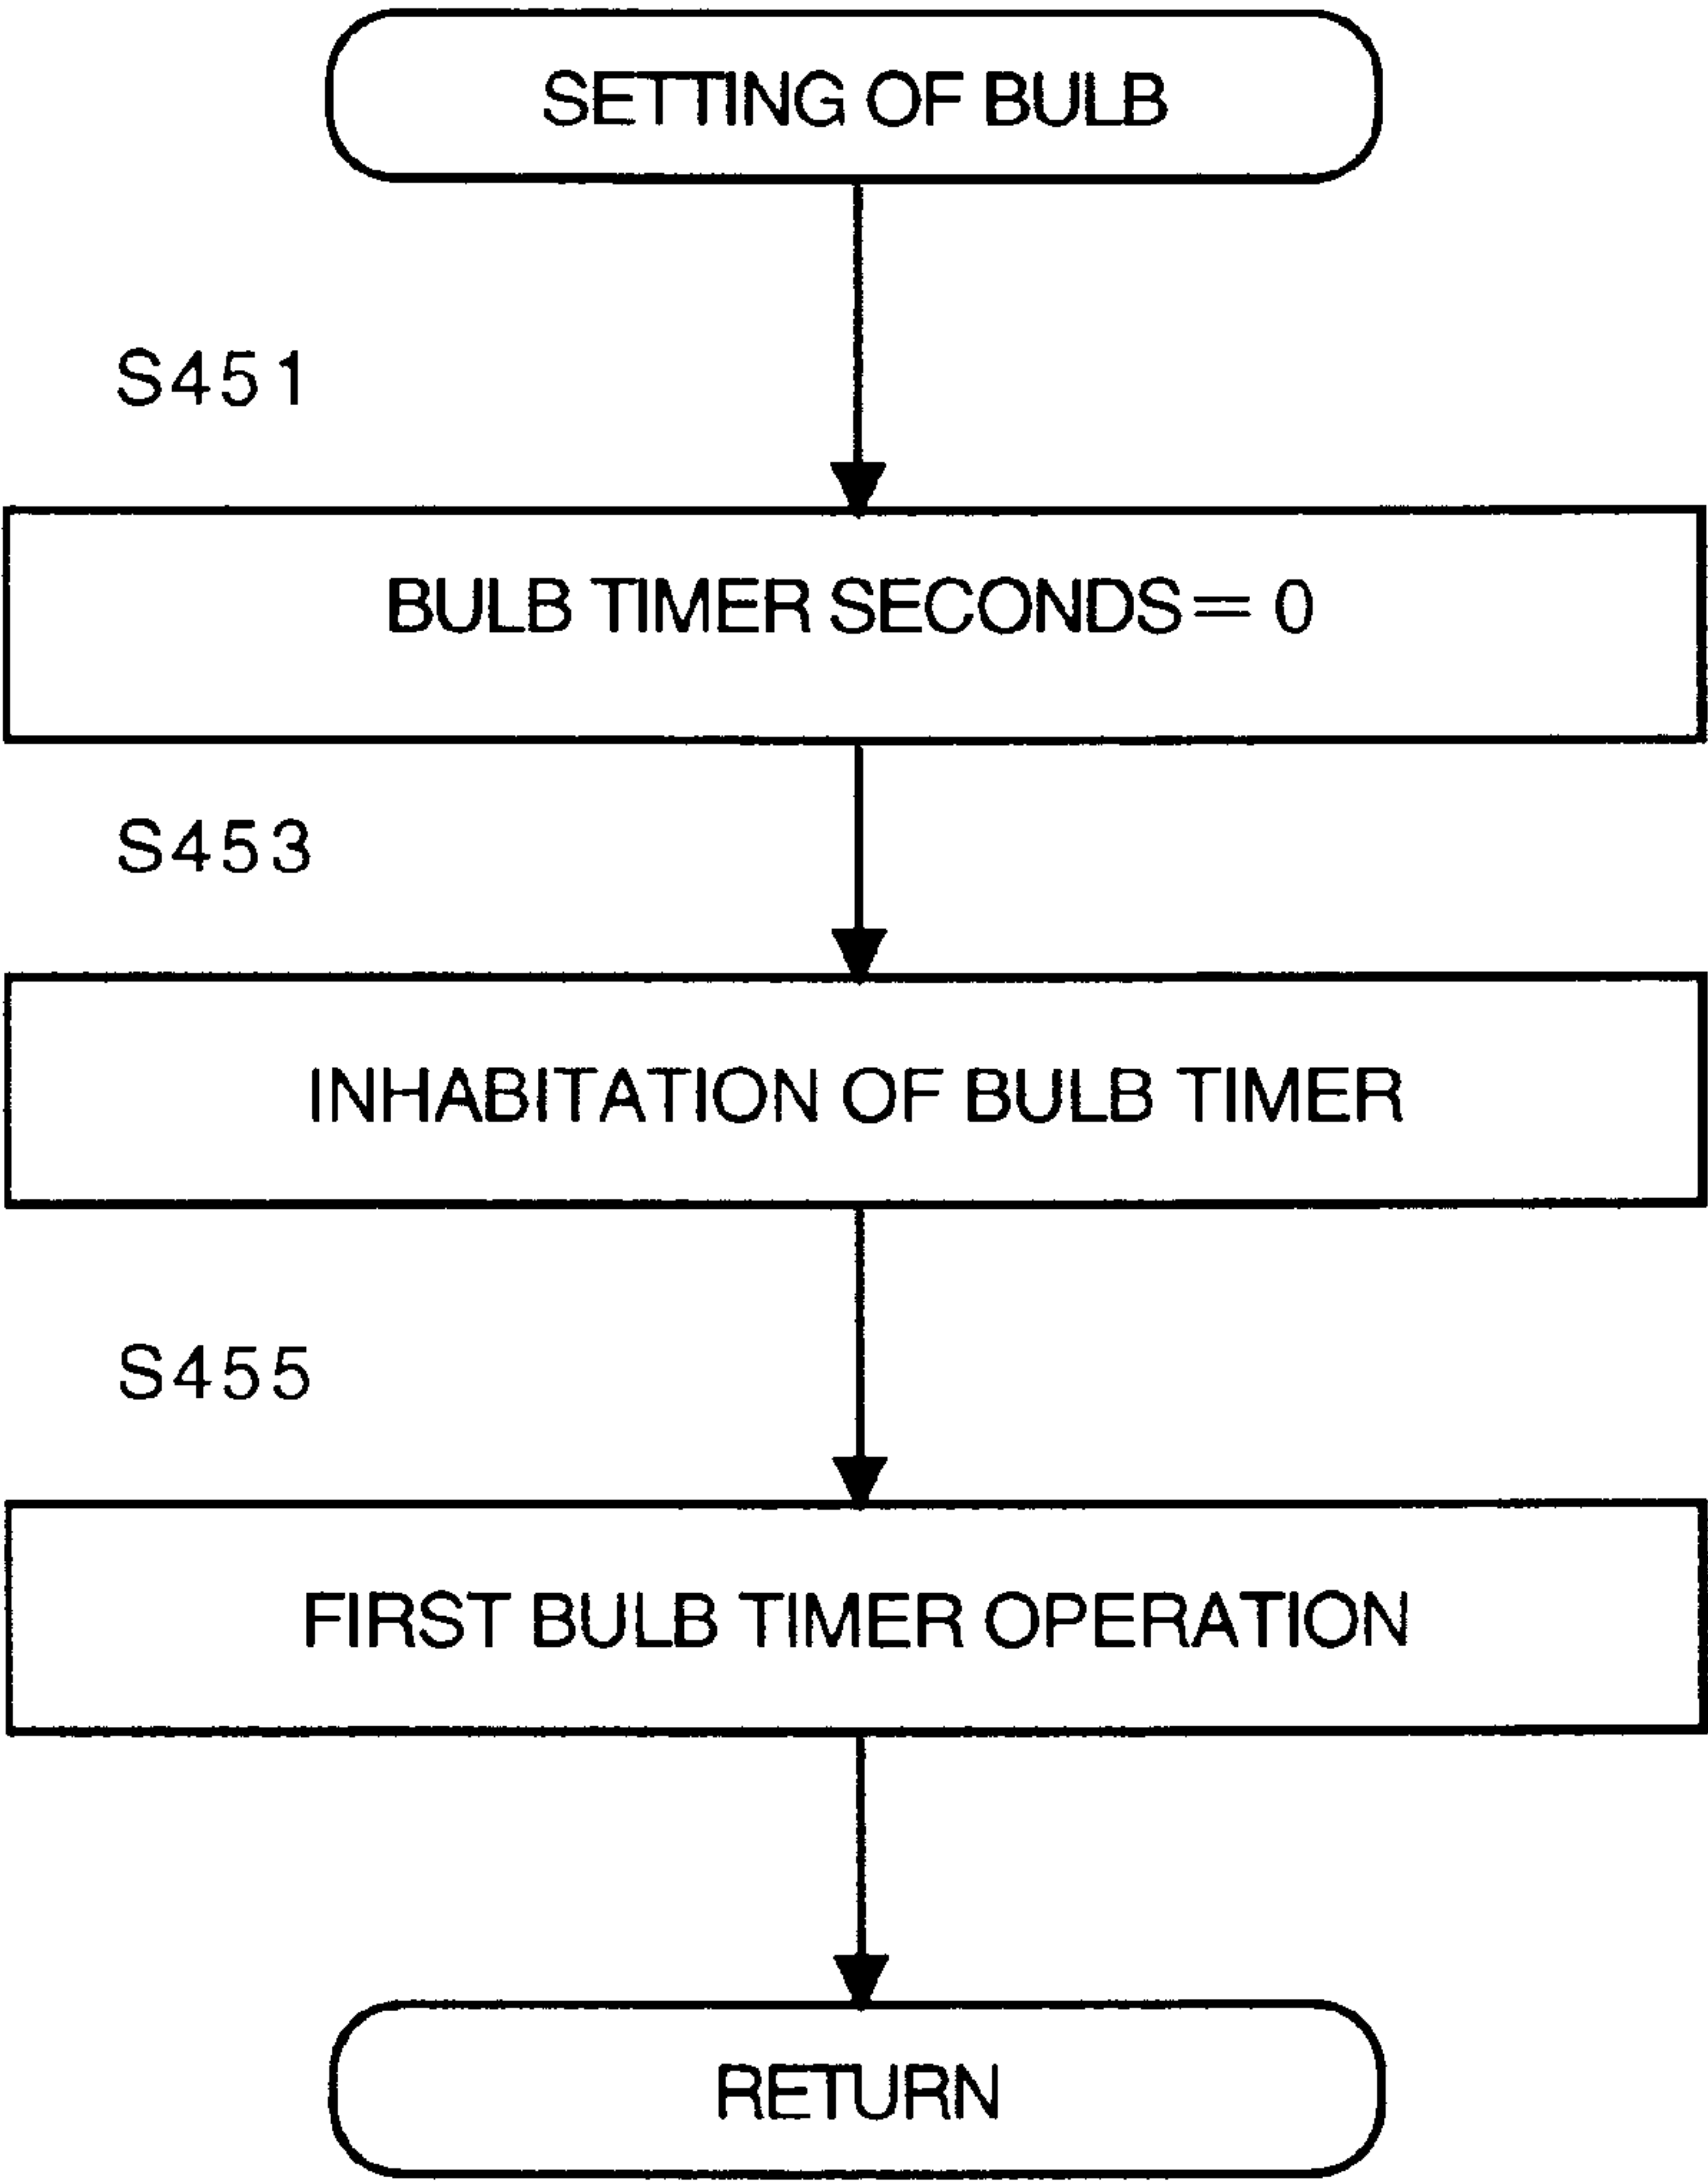 SETTING OF BULB
S451
BULB TIMER SECONDS=0
S453
INHABITATION OF BULB TIMER
S455
FIRST BULB TIMER OPERATION
RETURN